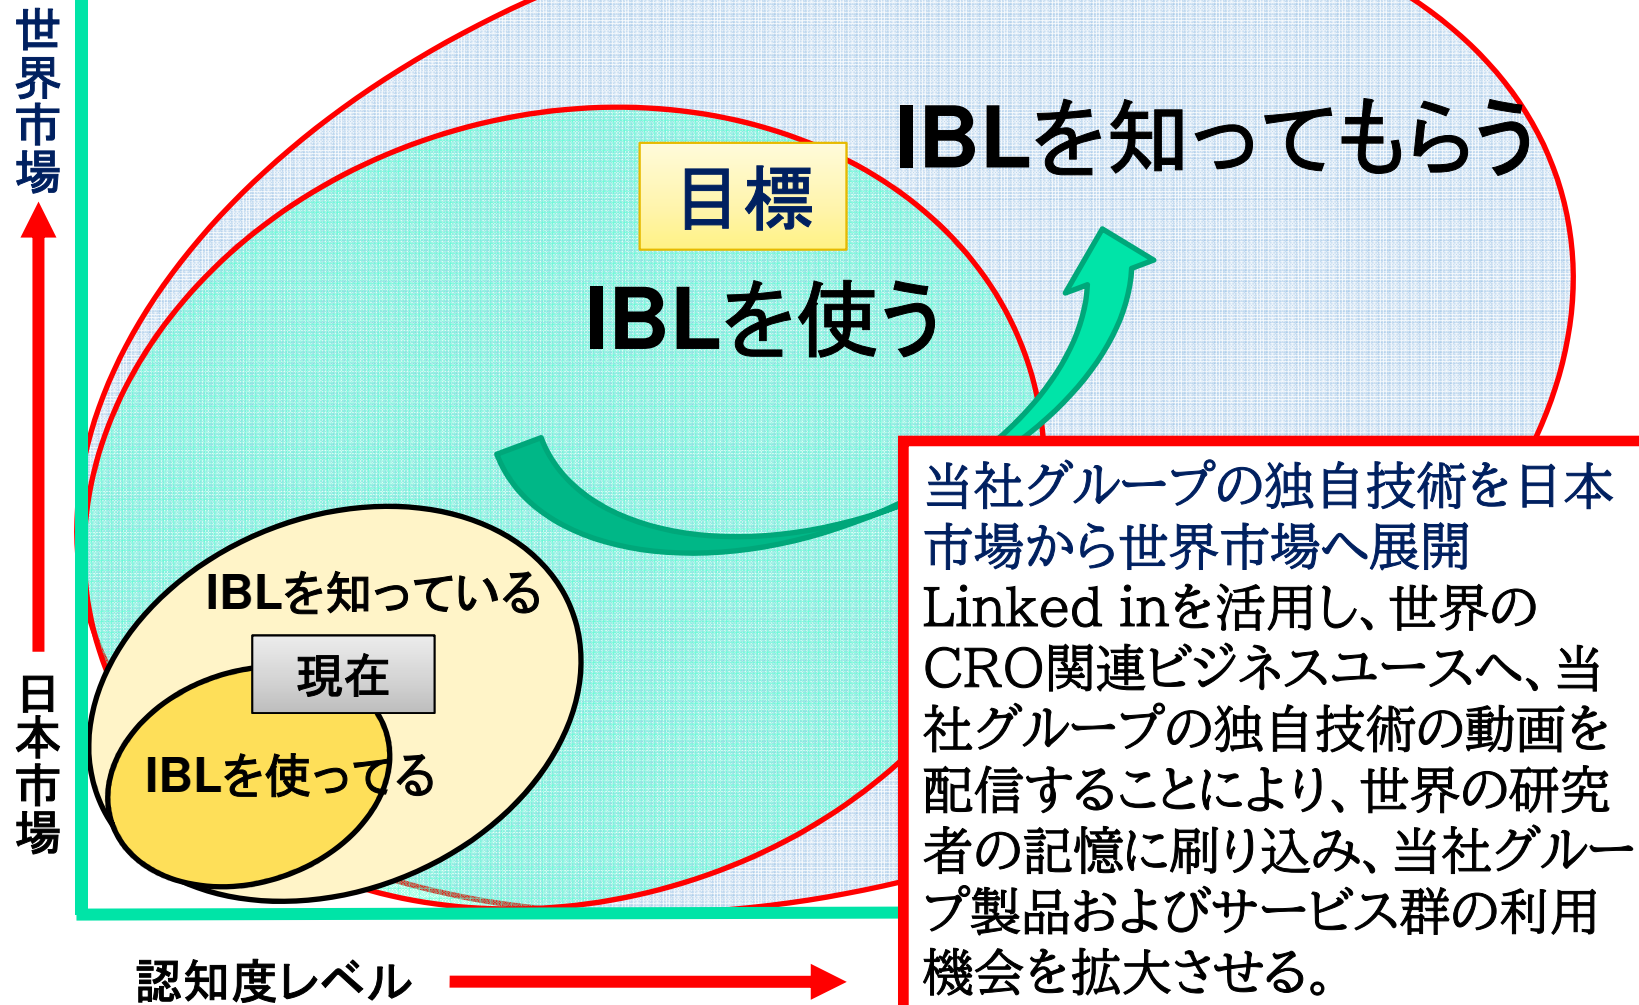 世界市場
IBLを知ってもらう
目標
IBLを使う
IBLを知っている
現在
IBLを使ってる
日本市場
認知度レベル
当社グループの独自技術を日本
市場から世界市場へ展開
Linked inを活用し、世界の
CRO関連ビジネスユースへ、当
社グループの独自技術の動画を
配信することにより、世界の研究
者の記憶に刷り込み、当社グルー
プ製品およびサービス群の利用
機会を拡大させる。